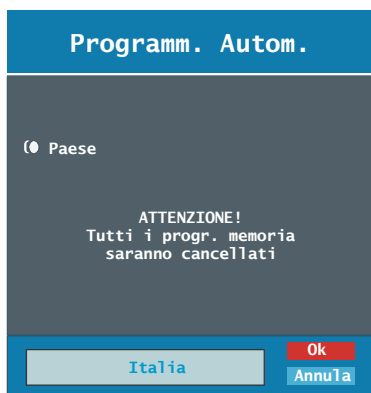 Programm. Autom.
Paese
ATTENZIONE!
Tutti i progr. memoria
saranno cancellati
Italia
Ok
Annula